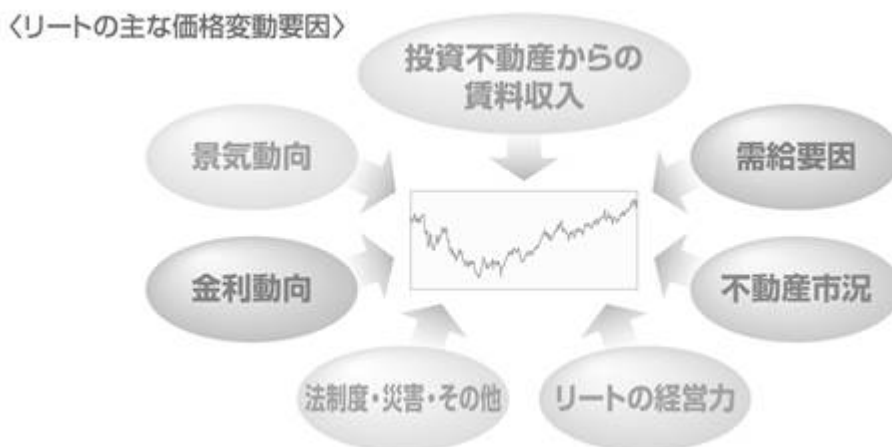 〈リートの主な価格変動要因〉
投資不動産からの
賃料収入
景気動向
需給要因
金利動向
不動産市況
法制度・災害・その他
リートの経営力